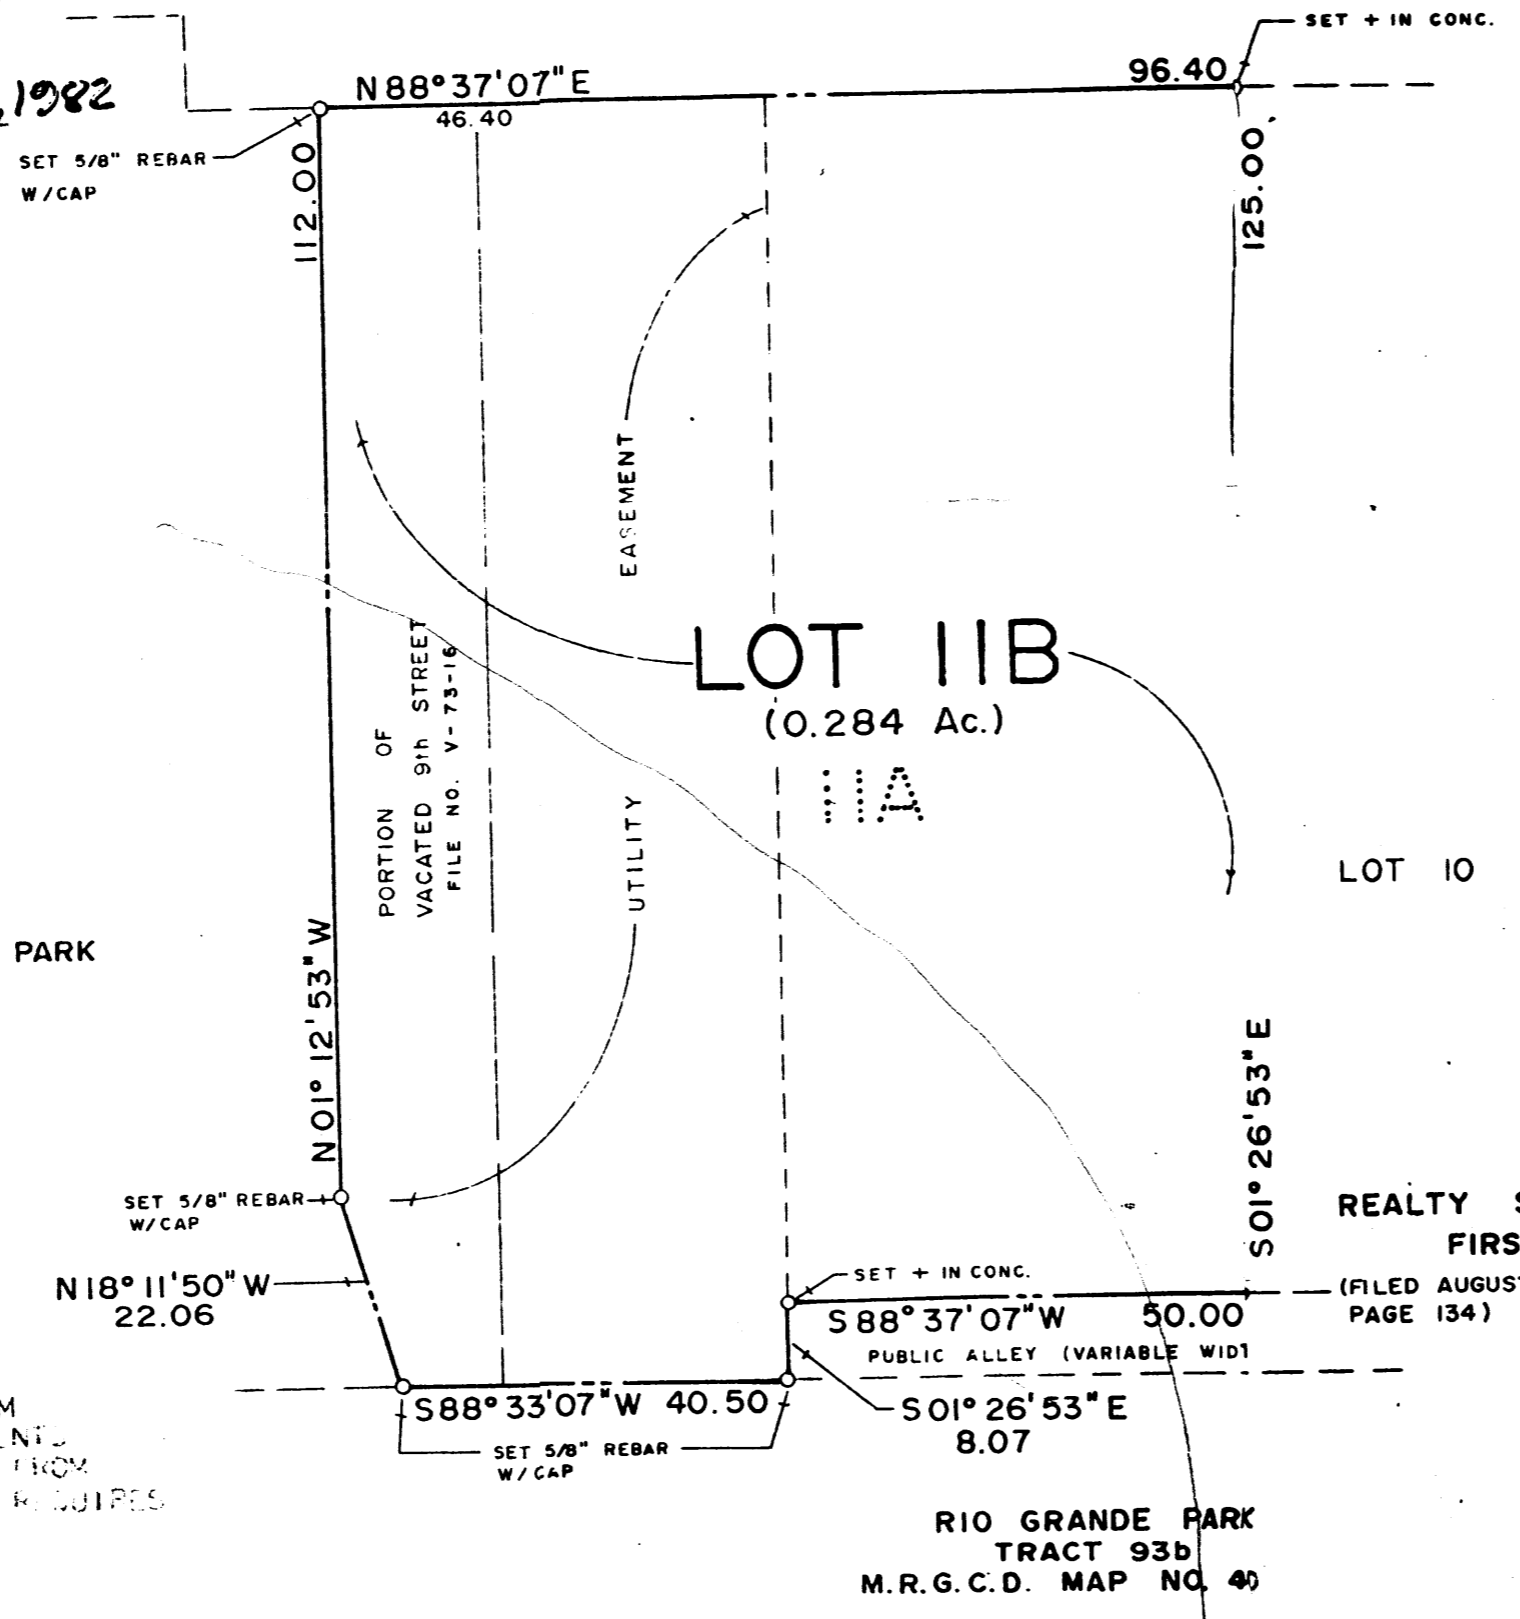 SET + IN CONC.
1982
N88°37'07"E
96.40
46.40
SET 5/8" REBAR
W/CAP
112.00
125.00
EASEMENT
LOT 11B
(0.284 Ac.)
11A
PORTION OF
VACATED 9th STREET
FILE NO. V-73-16
UTILITY
LOT 10
PARK
N01°12'53"W
S01°26'53"E
SET 5/8" REBAR
W/CAP
REALTY
FIRS
(FILED AUGUST
PAGE 134)
N18°11'50"W
22.06
SET + IN CONC.
S88°37'07"W 50.00
PUBLIC ALLEY (VARIABLE WIDT
S88°33'07"W 40.50
S01°26'53"E
8.07
SET 5/8" REBAR
W/CAP
FROM
RIO GRANDE PARK
TRACT 93b
M.R.G.C.D. MAP NO. 40